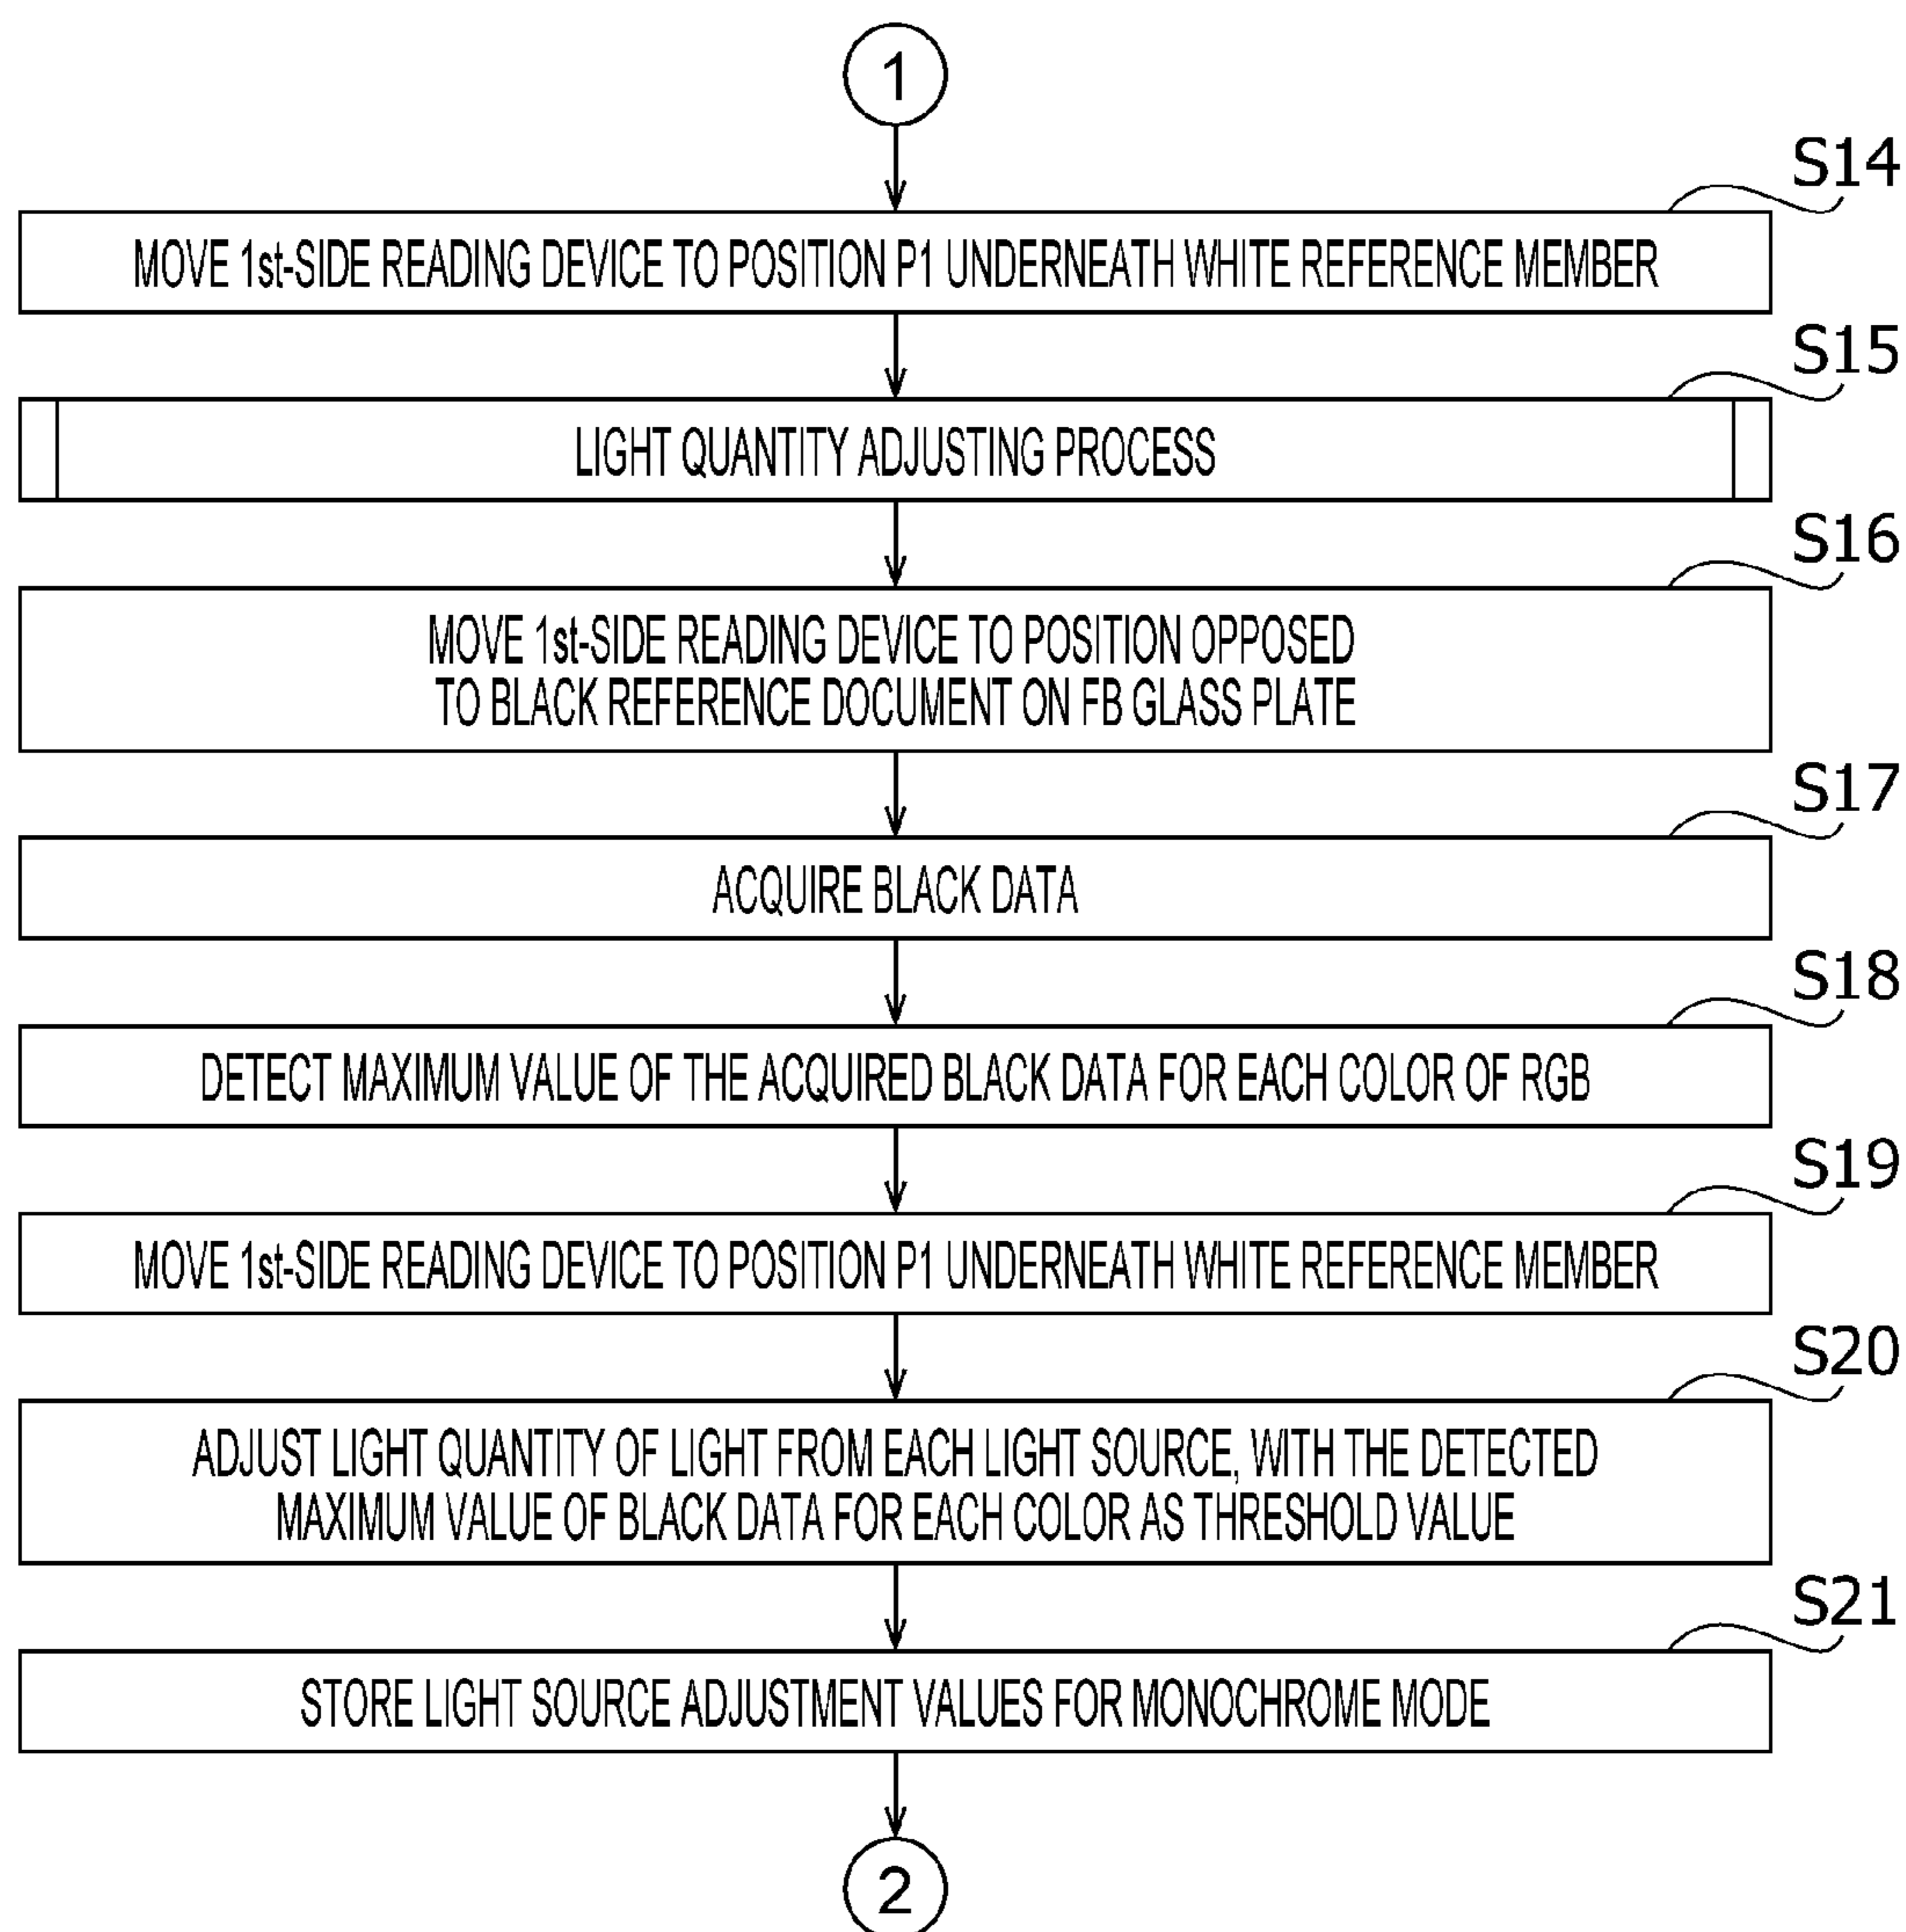 1
S14
MOVE 1st-SIDE READING DEVICE TO POSITION P1 UNDERNEATH WHITE REFERENCE MEMBER
S15
LIGHT QUANTITY ADJUSTING PROCESS
S16
MOVE 1st-SIDE READING DEVICE TO POSITION OPPOSED
TO BLACK REFERENCE DOCUMENT ON FB GLASS PLATE
S17
ACQUIRE BLACK DATA
S18
DETECT MAXIMUM VALUE OF THE ACQUIRED BLACK DATA FOR EACH COLOR OF RGB
S19
MOVE 1st-SIDE READING DEVICE TO POSITION P1 UNDERNEATH WHITE REFERENCE MEMBER
S20
ADJUST LIGHT QUANTITY OF LIGHT FROM EACH LIGHT SOURCE, WITH THE DETECTED
MAXIMUM VALUE OF BLACK DATA FOR EACH COLOR AS THRESHOLD VALUE
S21
STORE LIGHT SOURCE ADJUSTMENT VALUES FOR MONOCHROME MODE
2